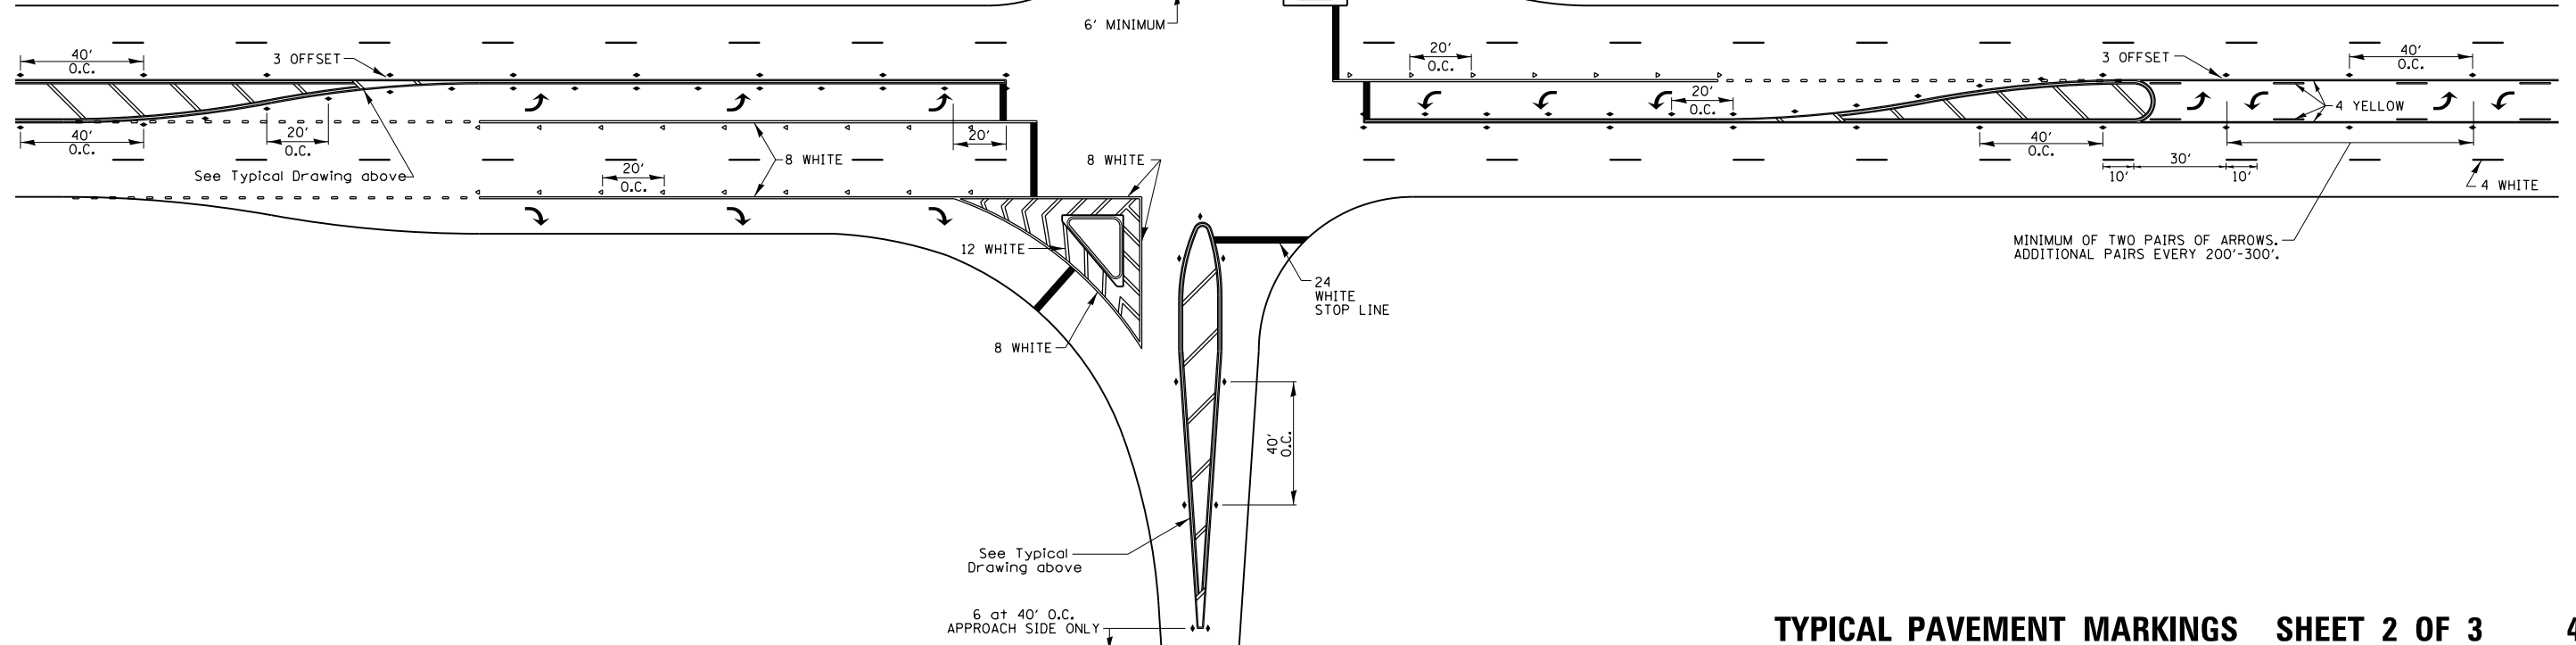 6' MINIMUM
40'
O.C.
3 OFFSET
20'
O.C.
3 OFFSET
40'
O.C.
4 YELLOW
20'
O.C.
40'
O.C.
20'
O.C.
20'
40'
O.C.
See Typical Drawing above
8 WHITE
8 WHITE
20'
O.C.
10'
30'
10'
4 WHITE
12 WHITE
MINIMUM OF TWO PAIRS OF ARROWS.
ADDITIONAL PAIRS EVERY 200'-300'.
24
WHITE
STOP LINE
8 WHITE
40'
O.C.
See Typical
Drawing above
6 at 40' O.C.
APPROACH SIDE ONLY
TYPICAL PAVEMENT MARKINGS SHEET 2 OF 3